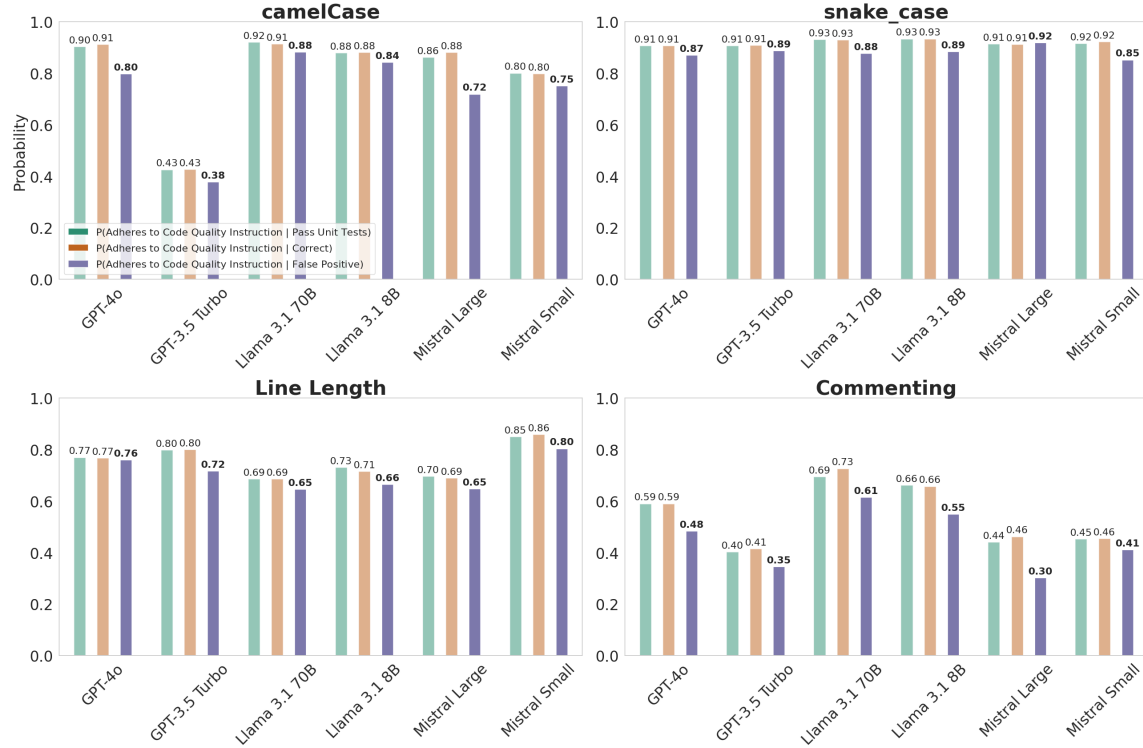 camelCase
1.0
0.8
0.6
0.4
0.2
0.0
Probability
0.90 0.91 0.80
0.43 0.43 0.38
0.92 0.91 0.88
0.88 0.88 0.84
0.86 0.88 0.72
0.80 0.80 0.75
P(Adheres to Code Quality Instruction | Pass Unit Tests)
P(Adheres to Code Quality Instruction | Correct)
P(Adheres to Code Quality Instruction | False Positive)
GPT-4o
GPT-3.5 Turbo
Llama 3.1 70B
Llama 3.1 8B
Mistral Large
Mistral Small
snake_case
1.0
0.8
0.6
0.4
0.2
0.0
0.91 0.91 0.87
0.91 0.91 0.89
0.93 0.93 0.88
0.93 0.93 0.89
0.91 0.91 0.92
0.92 0.92 0.85
GPT-4o
GPT-3.5 Turbo
Llama 3.1 70B
Llama 3.1 8B
Mistral Large
Mistral Small
Line Length
1.0
0.8
0.6
0.4
0.2
0.0
0.77 0.77 0.76
0.80 0.80 0.72
0.69 0.69 0.65
0.73 0.71 0.66
0.70 0.69 0.65
0.85 0.86 0.80
GPT-4o
GPT-3.5 Turbo
Llama 3.1 70B
Llama 3.1 8B
Mistral Large
Mistral Small
Commenting
1.0
0.8
0.6
0.4
0.2
0.0
0.59 0.59 0.48
0.40 0.41 0.35
0.69 0.73 0.61
0.66 0.66 0.55
0.44 0.46 0.30
0.45 0.46 0.41
GPT-4o
GPT-3.5 Turbo
Llama 3.1 70B
Llama 3.1 8B
Mistral Large
Mistral Small